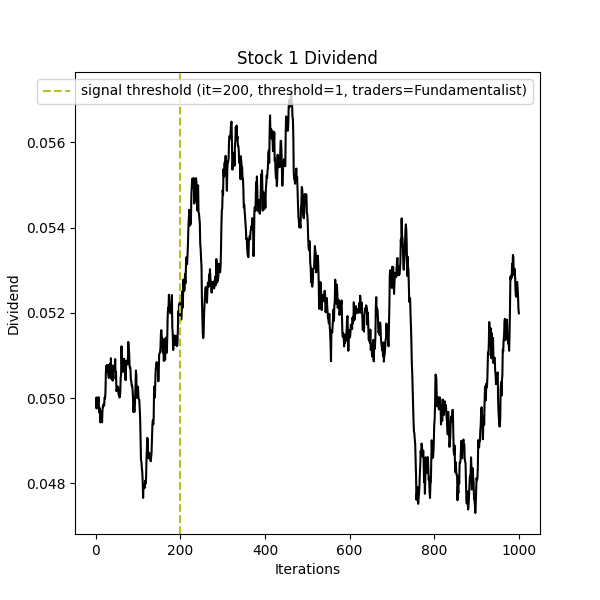 Stock 1 Dividend
signal threshold (it=200, threshold=1, traders=Fundamentalist)
0.056
0.054
0.052
0.050
0.048
Dividend
0 200 400 600 800 1000
Iterations